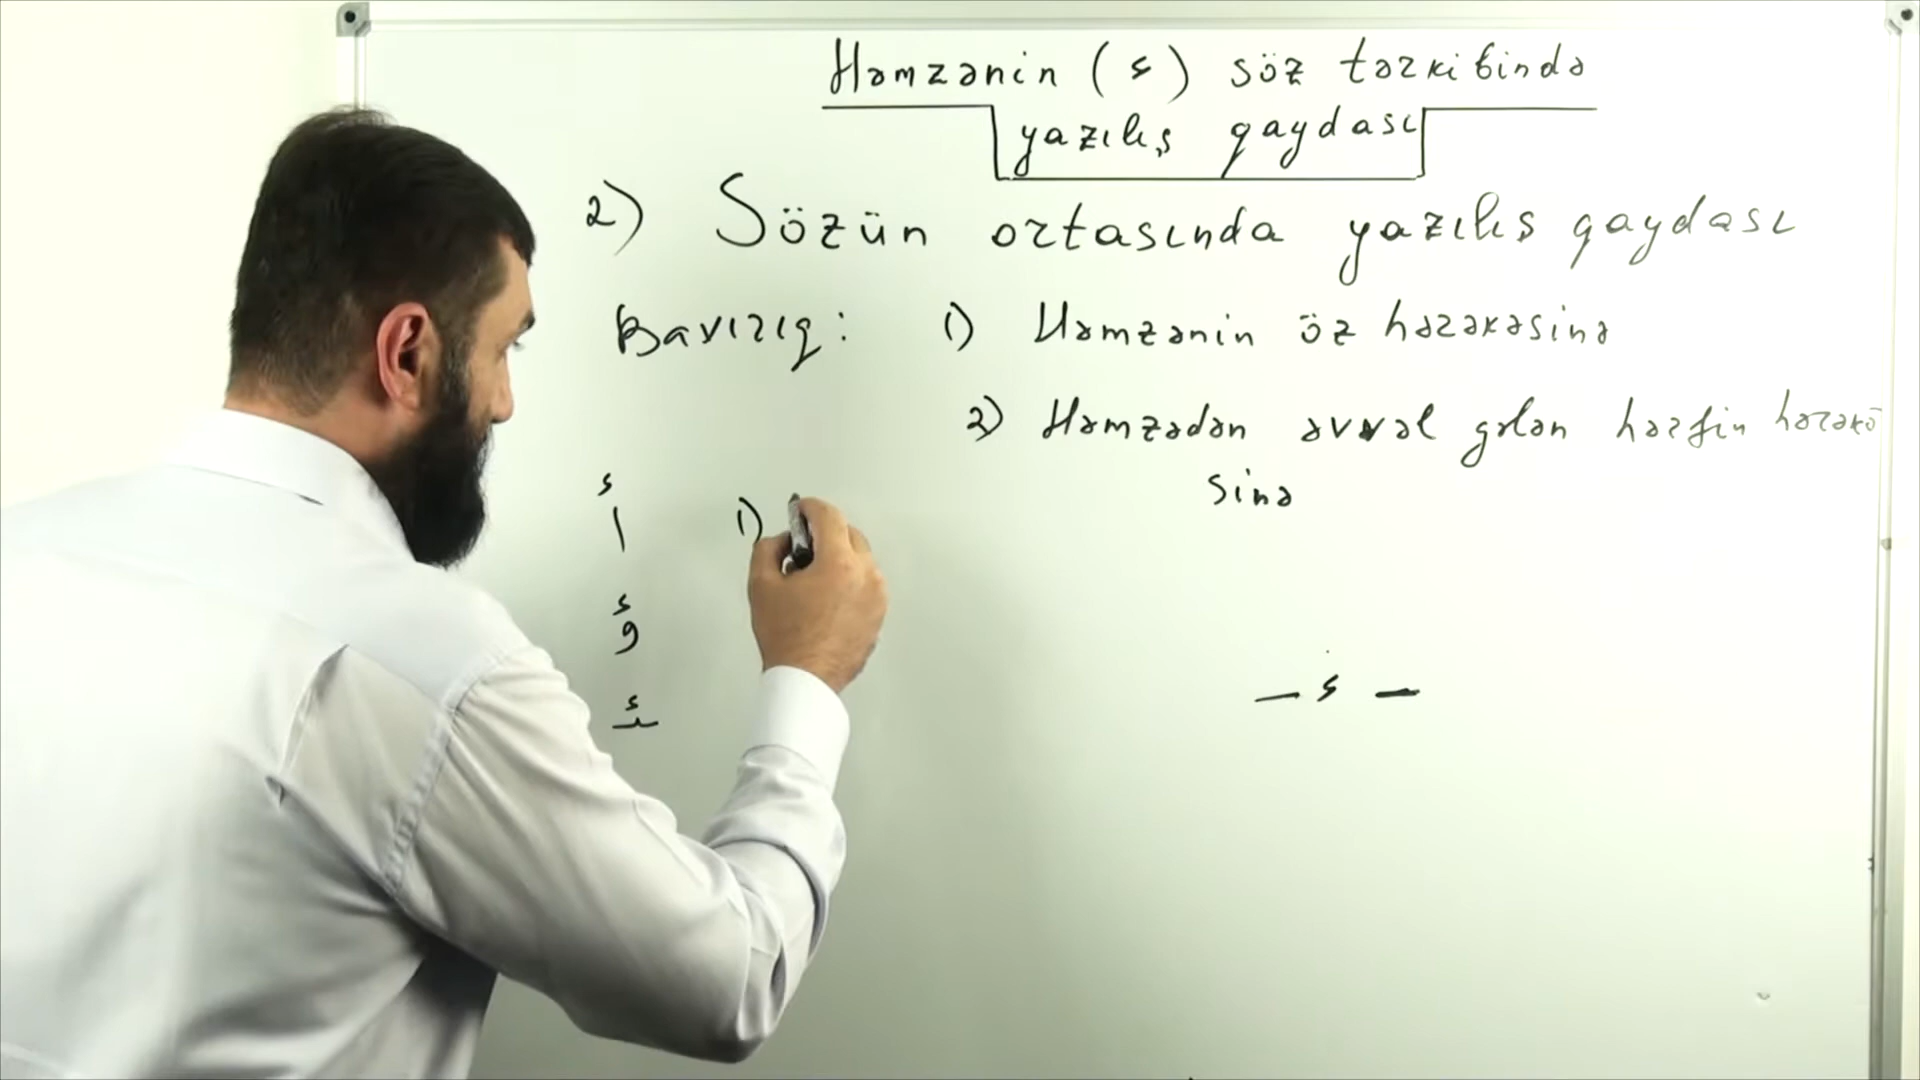 Həmzənin (ء) söz tərkibində
yazılış qaydası
2) Sözün ortasında yazılış qaydası
Baxırıq: 1) Həmzənin öz hərəkəsinə
2) Həmzədən əvvəl gələn hərfin hərəkə
sinə
أ 1)
ؤ
ئـ
— ء —